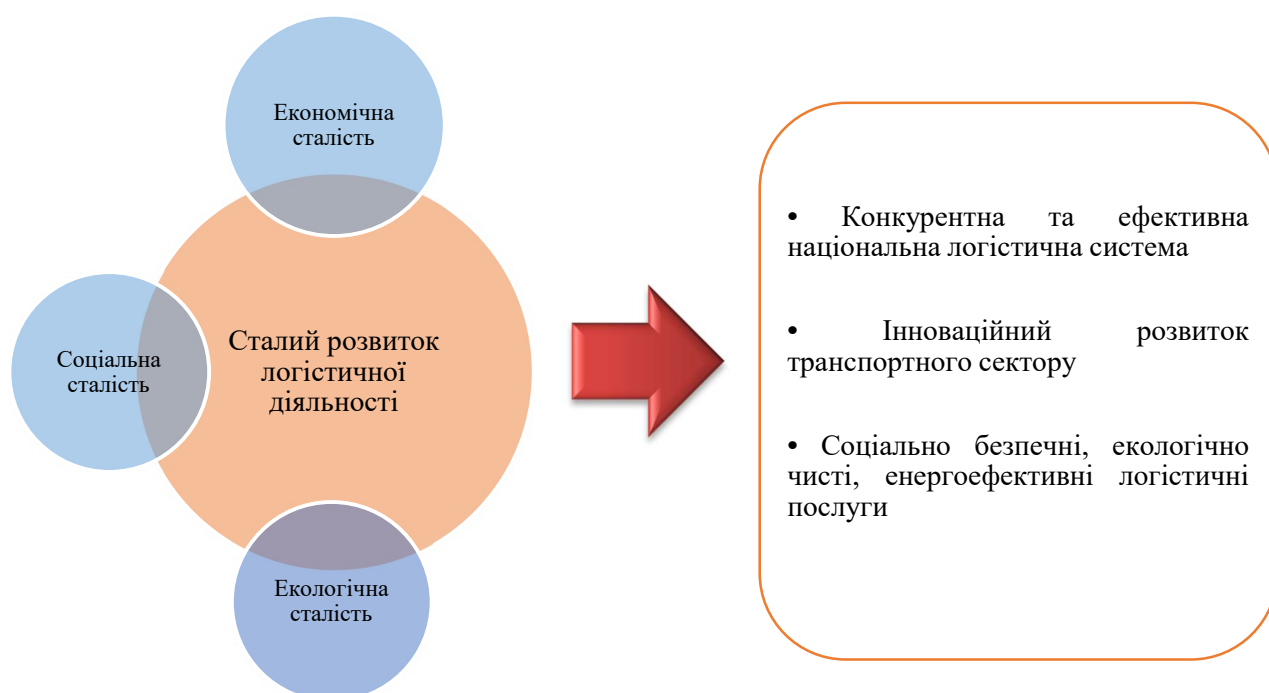 Економічна
сталість
Соціальна
сталість
Сталий розвиток
логістичної
діяльності
Екологічна
сталість
• Конкурентна та ефективна
національна логістична система
• Інноваційний розвиток
транспортного сектору
• Соціально безпечні, екологічно
чисті, енергоефективні логістичні
послуги